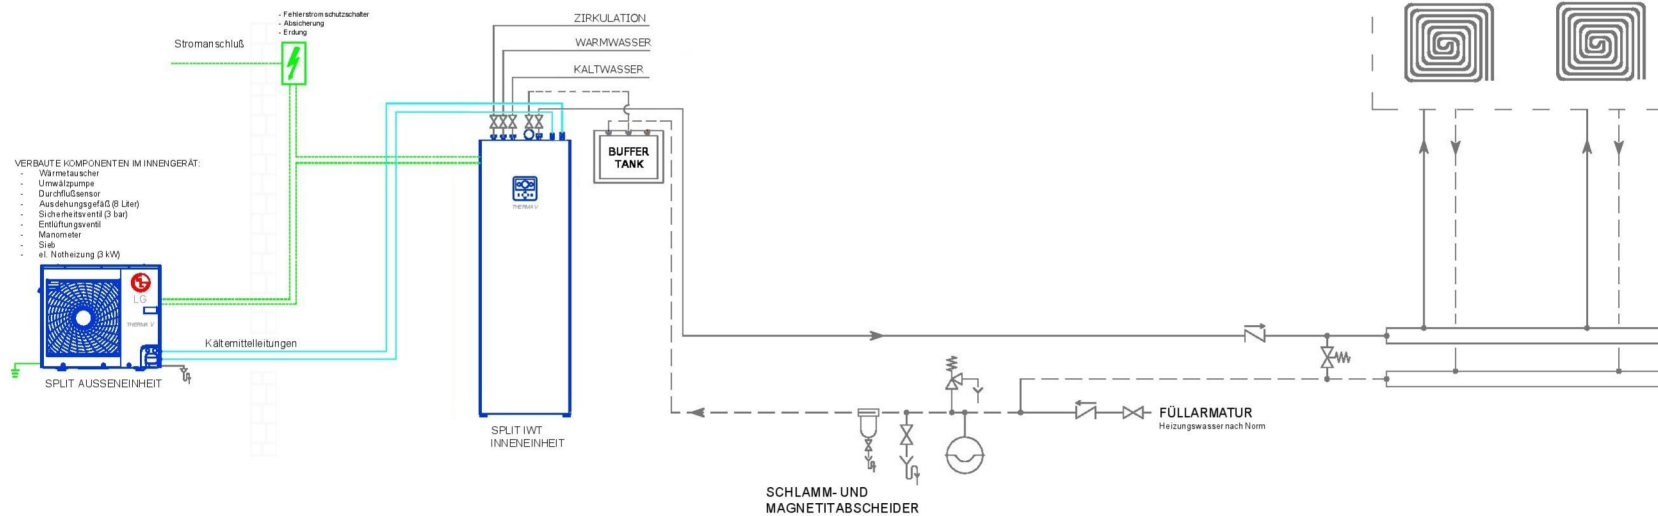 - Fehlerstromschutzschalter
- Absicherung
- Erdung
Stromanschluß
ZIRKULATION
WARMWASSER
KALTWASSER
BUFFER
TANK
VERBAUTE KOMPONENTEN IM INNENGERÄT:
- Wärmetauscher
- Umwälzpumpe
- Durchflußsensor
- Ausdehungsgefäß (8 Liter)
- Sicherheitsventil (3 bar)
- Entlüftungsventil
- Manometer
- Sieb
- el. Notheizung (3 kW)
THERMA V
LG
THERMA V
Kältemittelleitungen
SPLIT AUSSENEINHEIT
SPLIT IWT
INNENEINHEIT
FÜLLARMATUR
Heizungswasser nach Norm
SCHLAMM- UND
MAGNETITABSCHEIDER